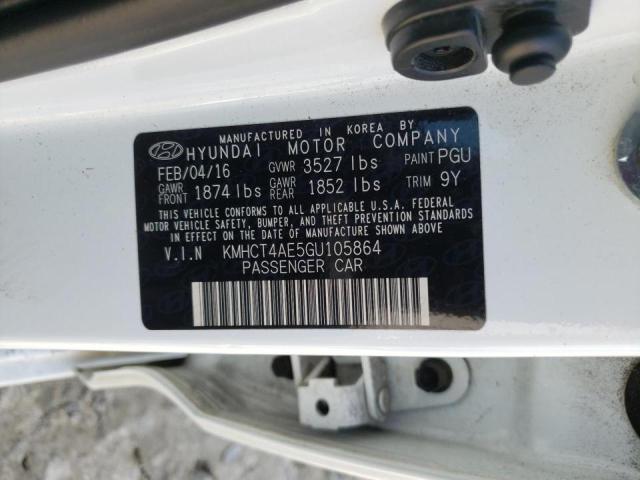 MANUFACTURED IN KOREA BY
HYUNDAI MOTOR COMPANY
FEB/04/16 GVWR 3527 lbs PAINT PGU
GAWR FRONT 1874 lbs GAWR REAR 1852 lbs TRIM 9Y
THIS VEHICLE CONFORMS TO ALL APPLICABLE U.S.A. FEDERAL
MOTOR VEHICLE SAFETY, BUMPER, AND THEFT PREVENTION STANDARDS
IN EFFECT ON THE DATE OF MANUFACTURE SHOWN ABOVE.
V.I.N KMHCT4AE5GU105864
PASSENGER CAR